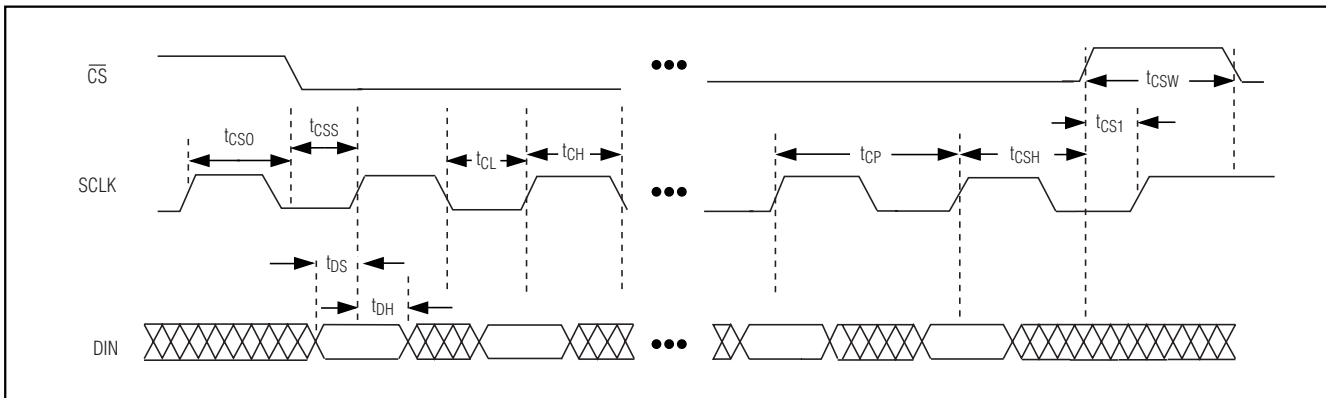 CS
tCSW
tCSO
tCSS
tCL
tCH
tCP
tCSH
tCS1
SCLK
tDS
tDH
DIN